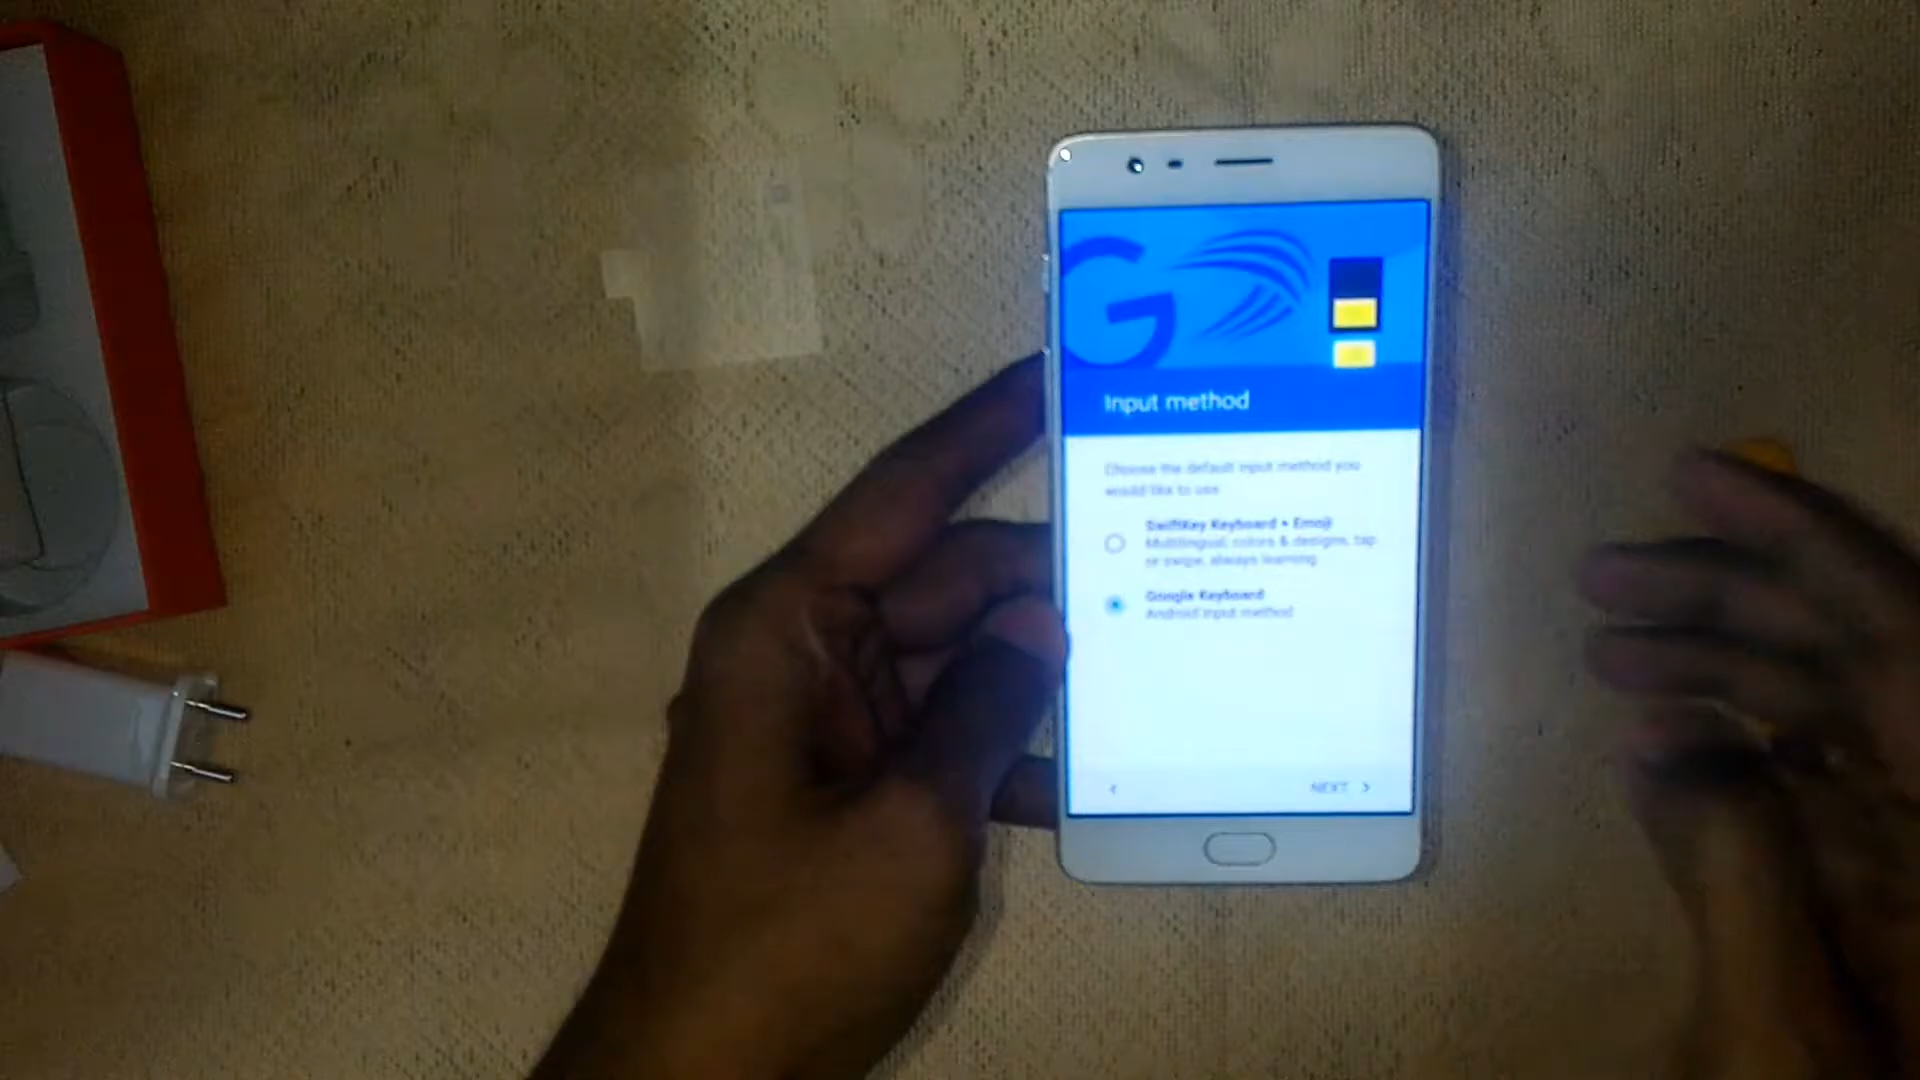 Input method
Choose the default input method you
would like to use
SwiftKey Keyboard + Emoji
Multilingual, colors & designs, tap
or swipe, always learning
Google Keyboard
Android input method
NEXT